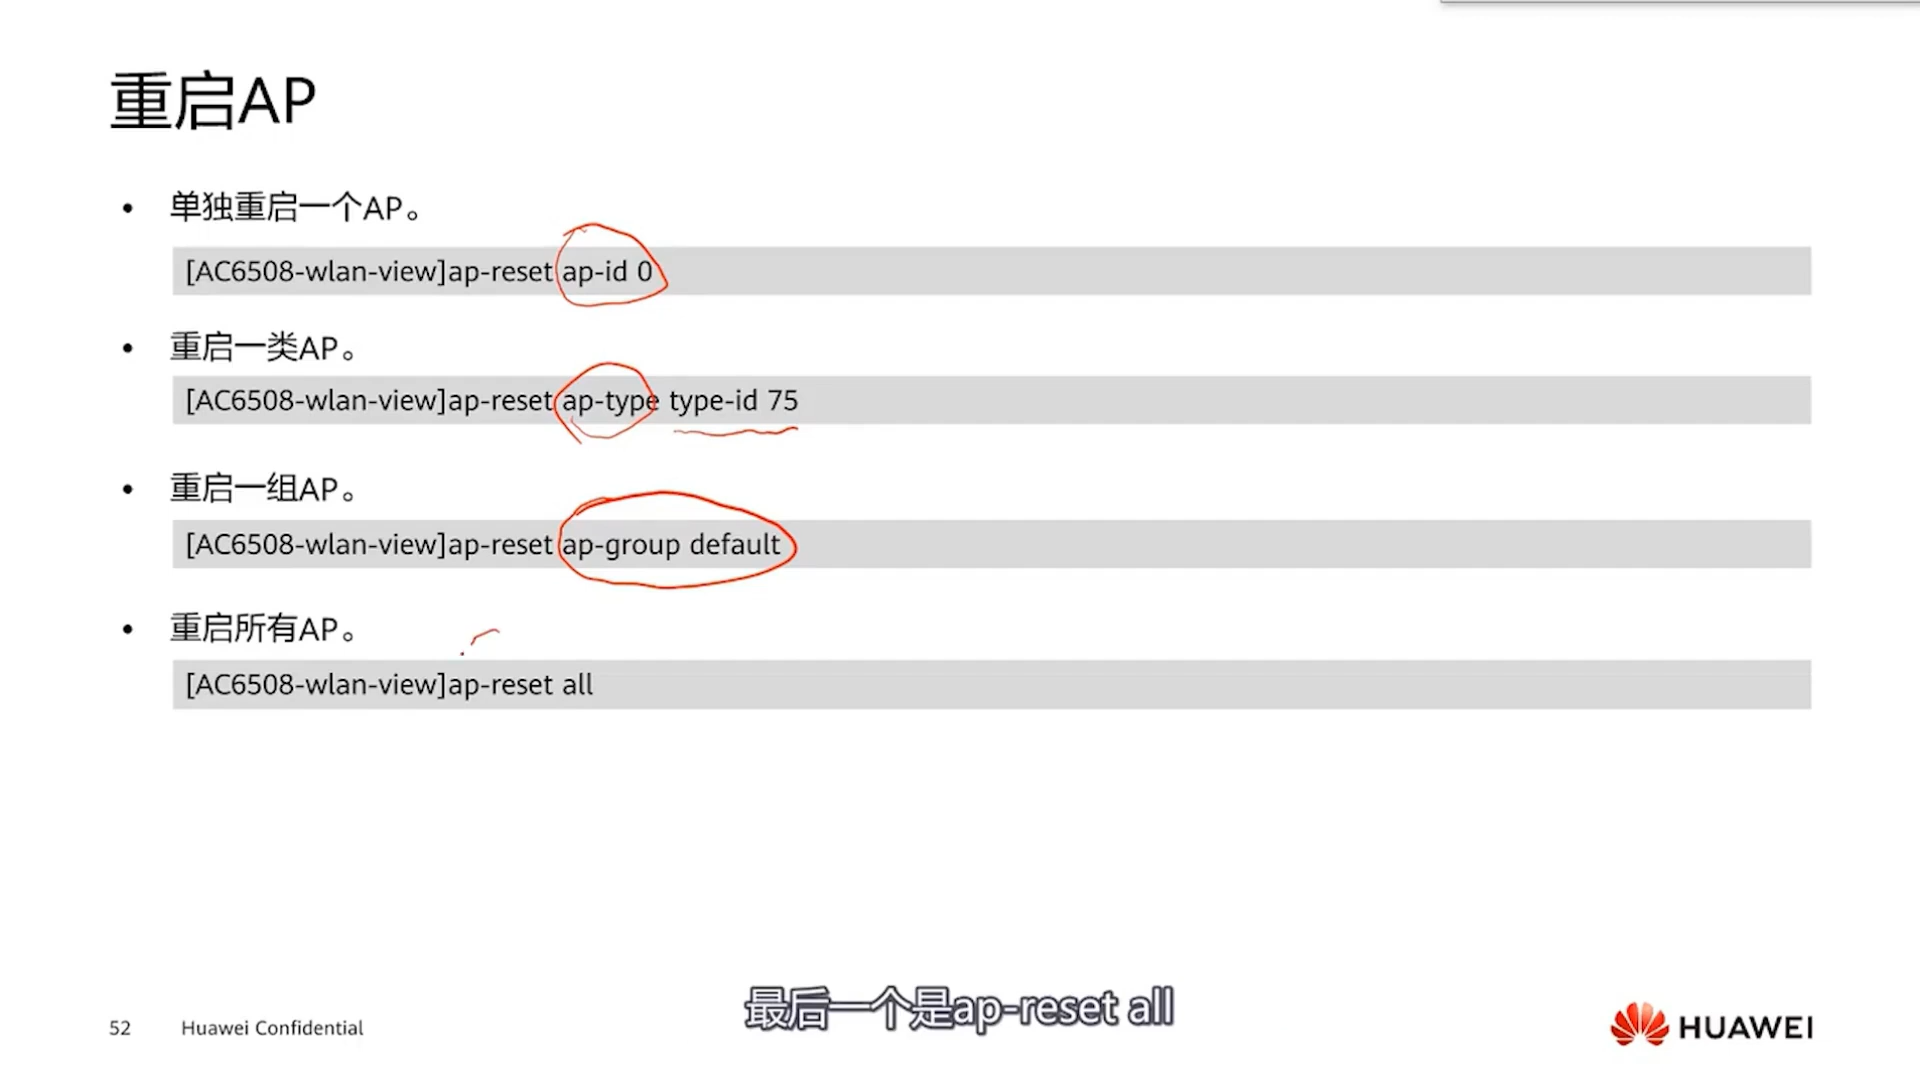 重启AP
• 单独重启一个AP。
[AC6508-wlan-view]ap-reset ap-id 0
• 重启一类AP。
[AC6508-wlan-view]ap-reset ap-type type-id 75
• 重启一组AP。
[AC6508-wlan-view]ap-reset ap-group default
• 重启所有AP。
[AC6508-wlan-view]ap-reset all
最后一个是ap-reset all
52 Huawei Confidential
HUAWEI